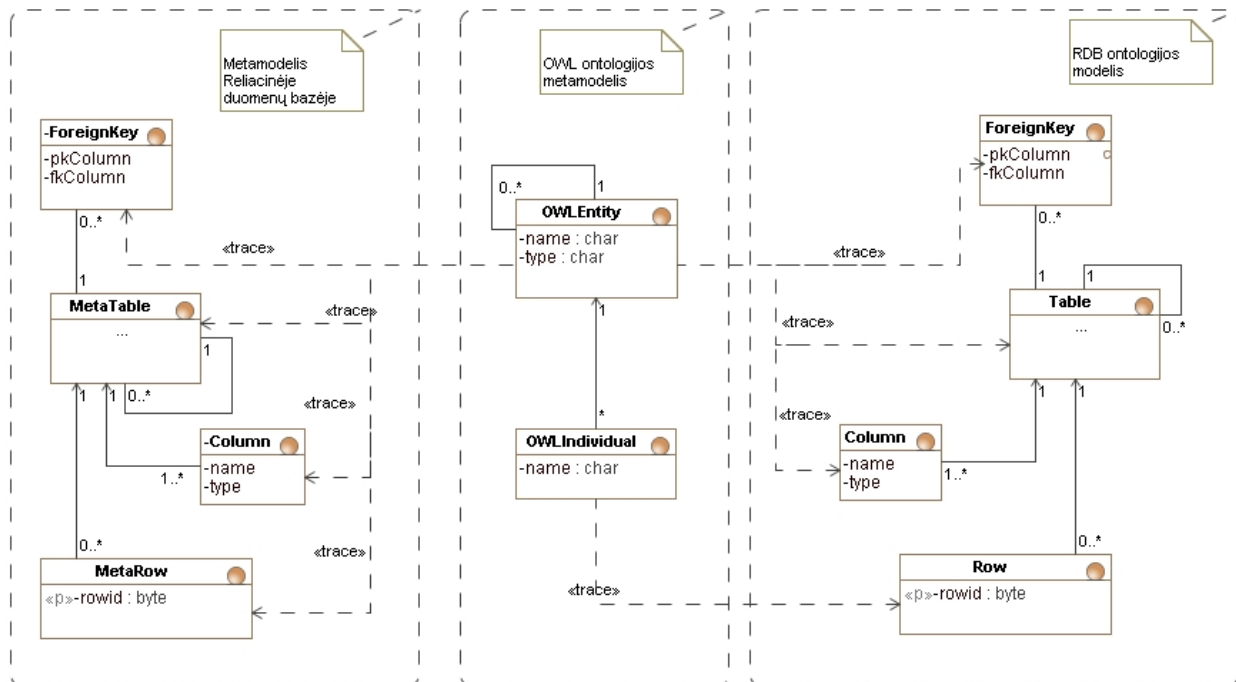 Metamodelis
Reliacinėje
duomenų bazėje
-ForeignKey
-pkColumn
-fkColumn
0..*
1
«trace»
MetaTable
...
«trace»
1
0..*
1
1
«trace»
-Column
-name
-type
1..*
0..*
«trace»
MetaRow
«p»-rowid : byte
OWL ontologijos
metamodelis
0..*
1
OWLEntity
-name : char
-type : char
1
*
OWLIndividual
-name : char
«trace»
RDB ontologijos
modelis
ForeignKey
-pkColumn
-fkColumn
0..*
«trace»
1
1
Table
...
0..*
«trace»
1
1
«trace»
Column
-name
-type
1..*
0..*
Row
«p»-rowid : byte